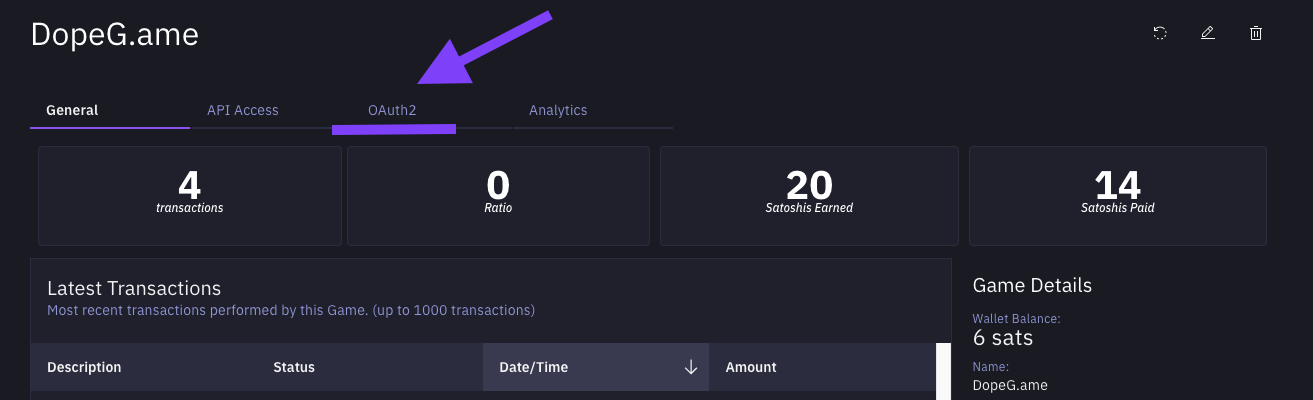 DopeG.ame
General API Access OAuth2 Analytics
4 0 20 14
transactions Ratio Satoshis Earned Satoshis Paid
Latest Transactions
Most recent transactions performed by this Game. (up to 1000 transactions)
Description Status Date/Time Amount
Game Details
Wallet Balance:
6 sats
Name:
DopeG.ame